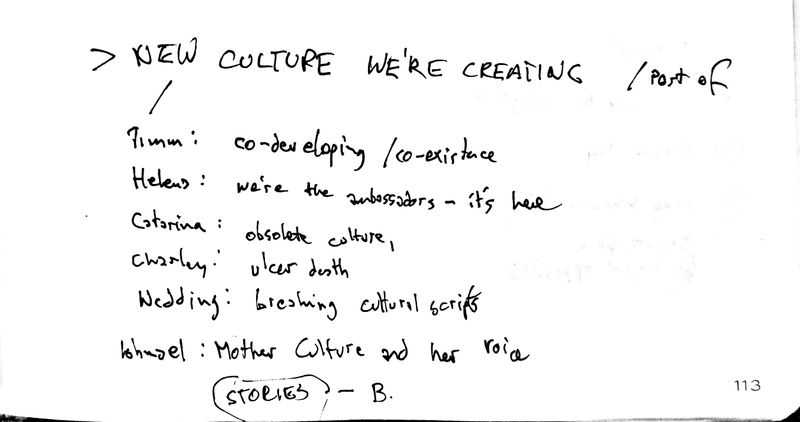 > NEW CULTURE WE'RE CREATING / part of
/
Timm: co-developing / co-existace
Helena: we're the ambassadors - it's here
Catarina: obsolete culture,
Charley: ulcer death
Wedding: breaking cultural scripts
Ishmael: Mother Culture and her voice
STORIES - B.
113